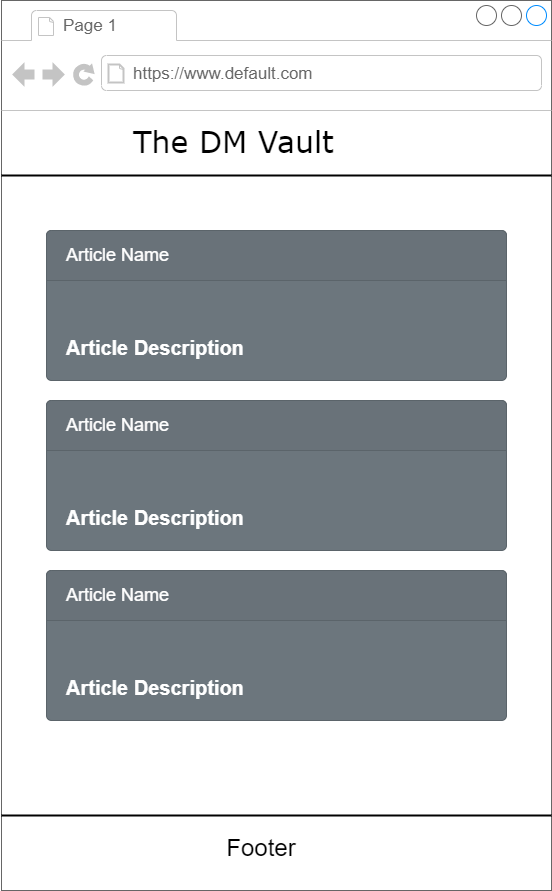 Page 1
https://www.default.com
The DM Vault
Article Name
Article Description
Article Name
Article Description
Article Name
Article Description
Footer